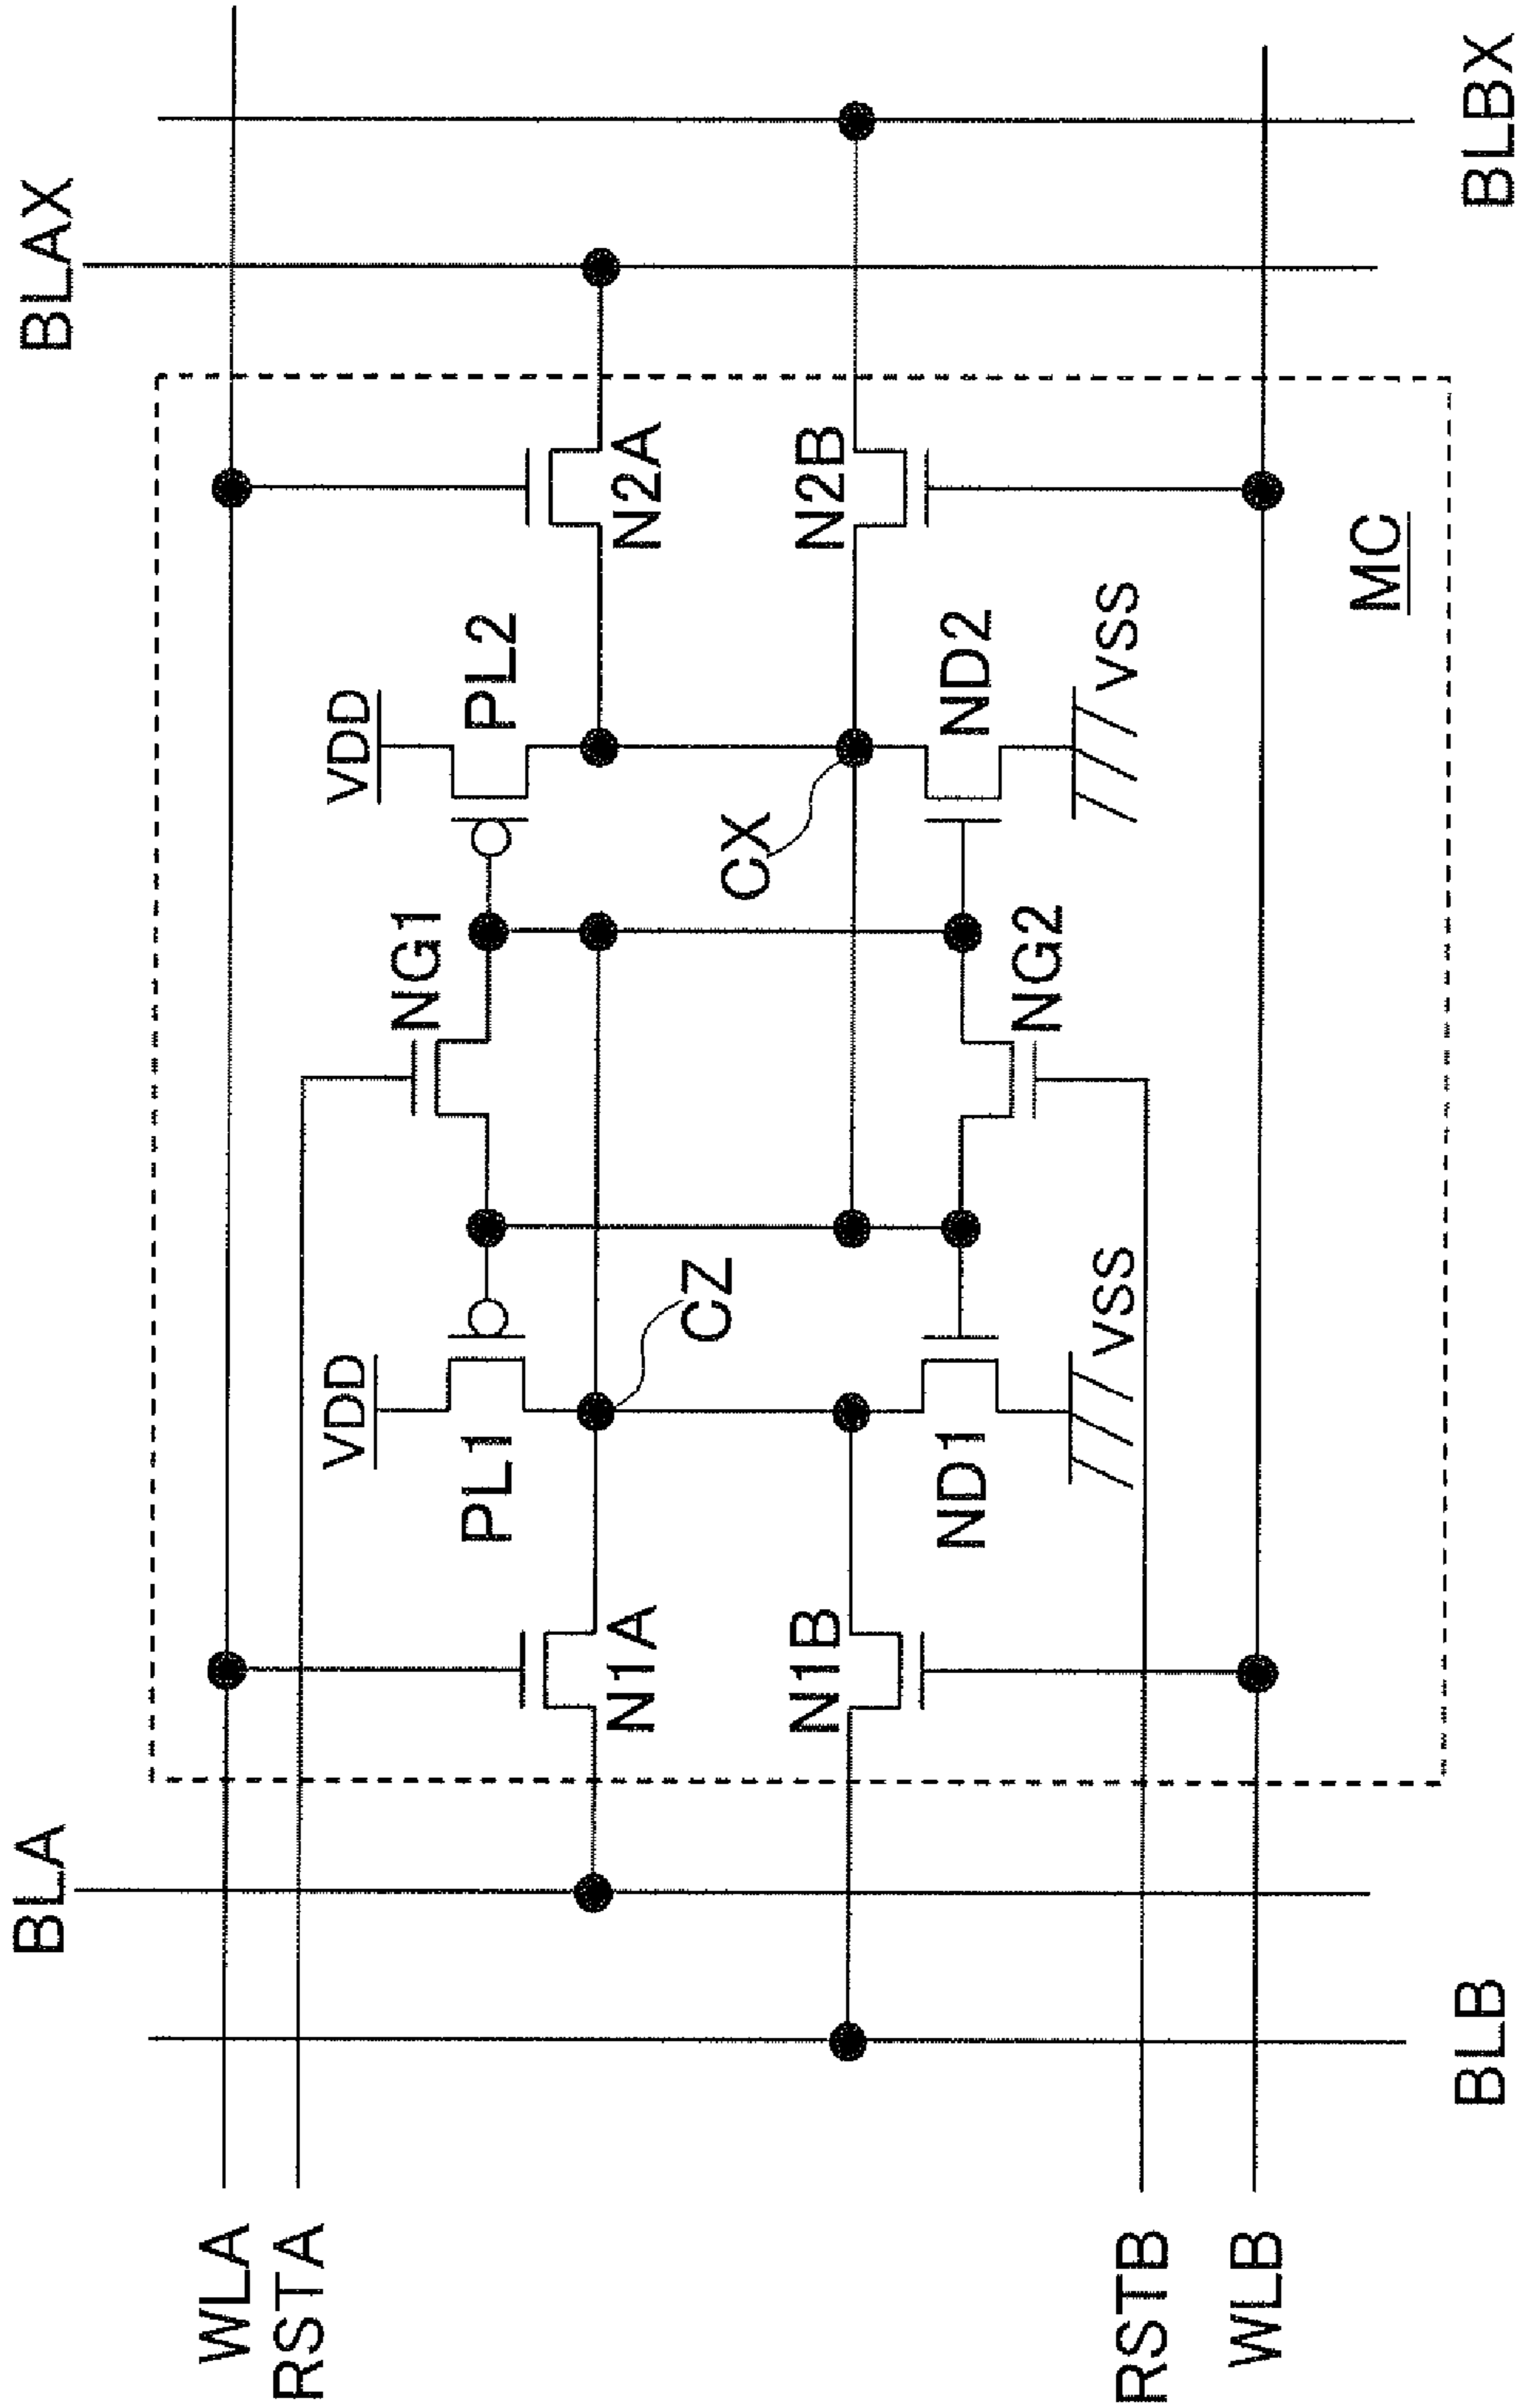 BLA
BLAX
WLA
RSTA
VDD
VDD
NG1
PL1
PL2
N1A
N2A
CZ
CX
N1B
N2B
ND1
NG2
ND2
VSS
VSS
RSTB
WLB
MC
BLB
BLBX